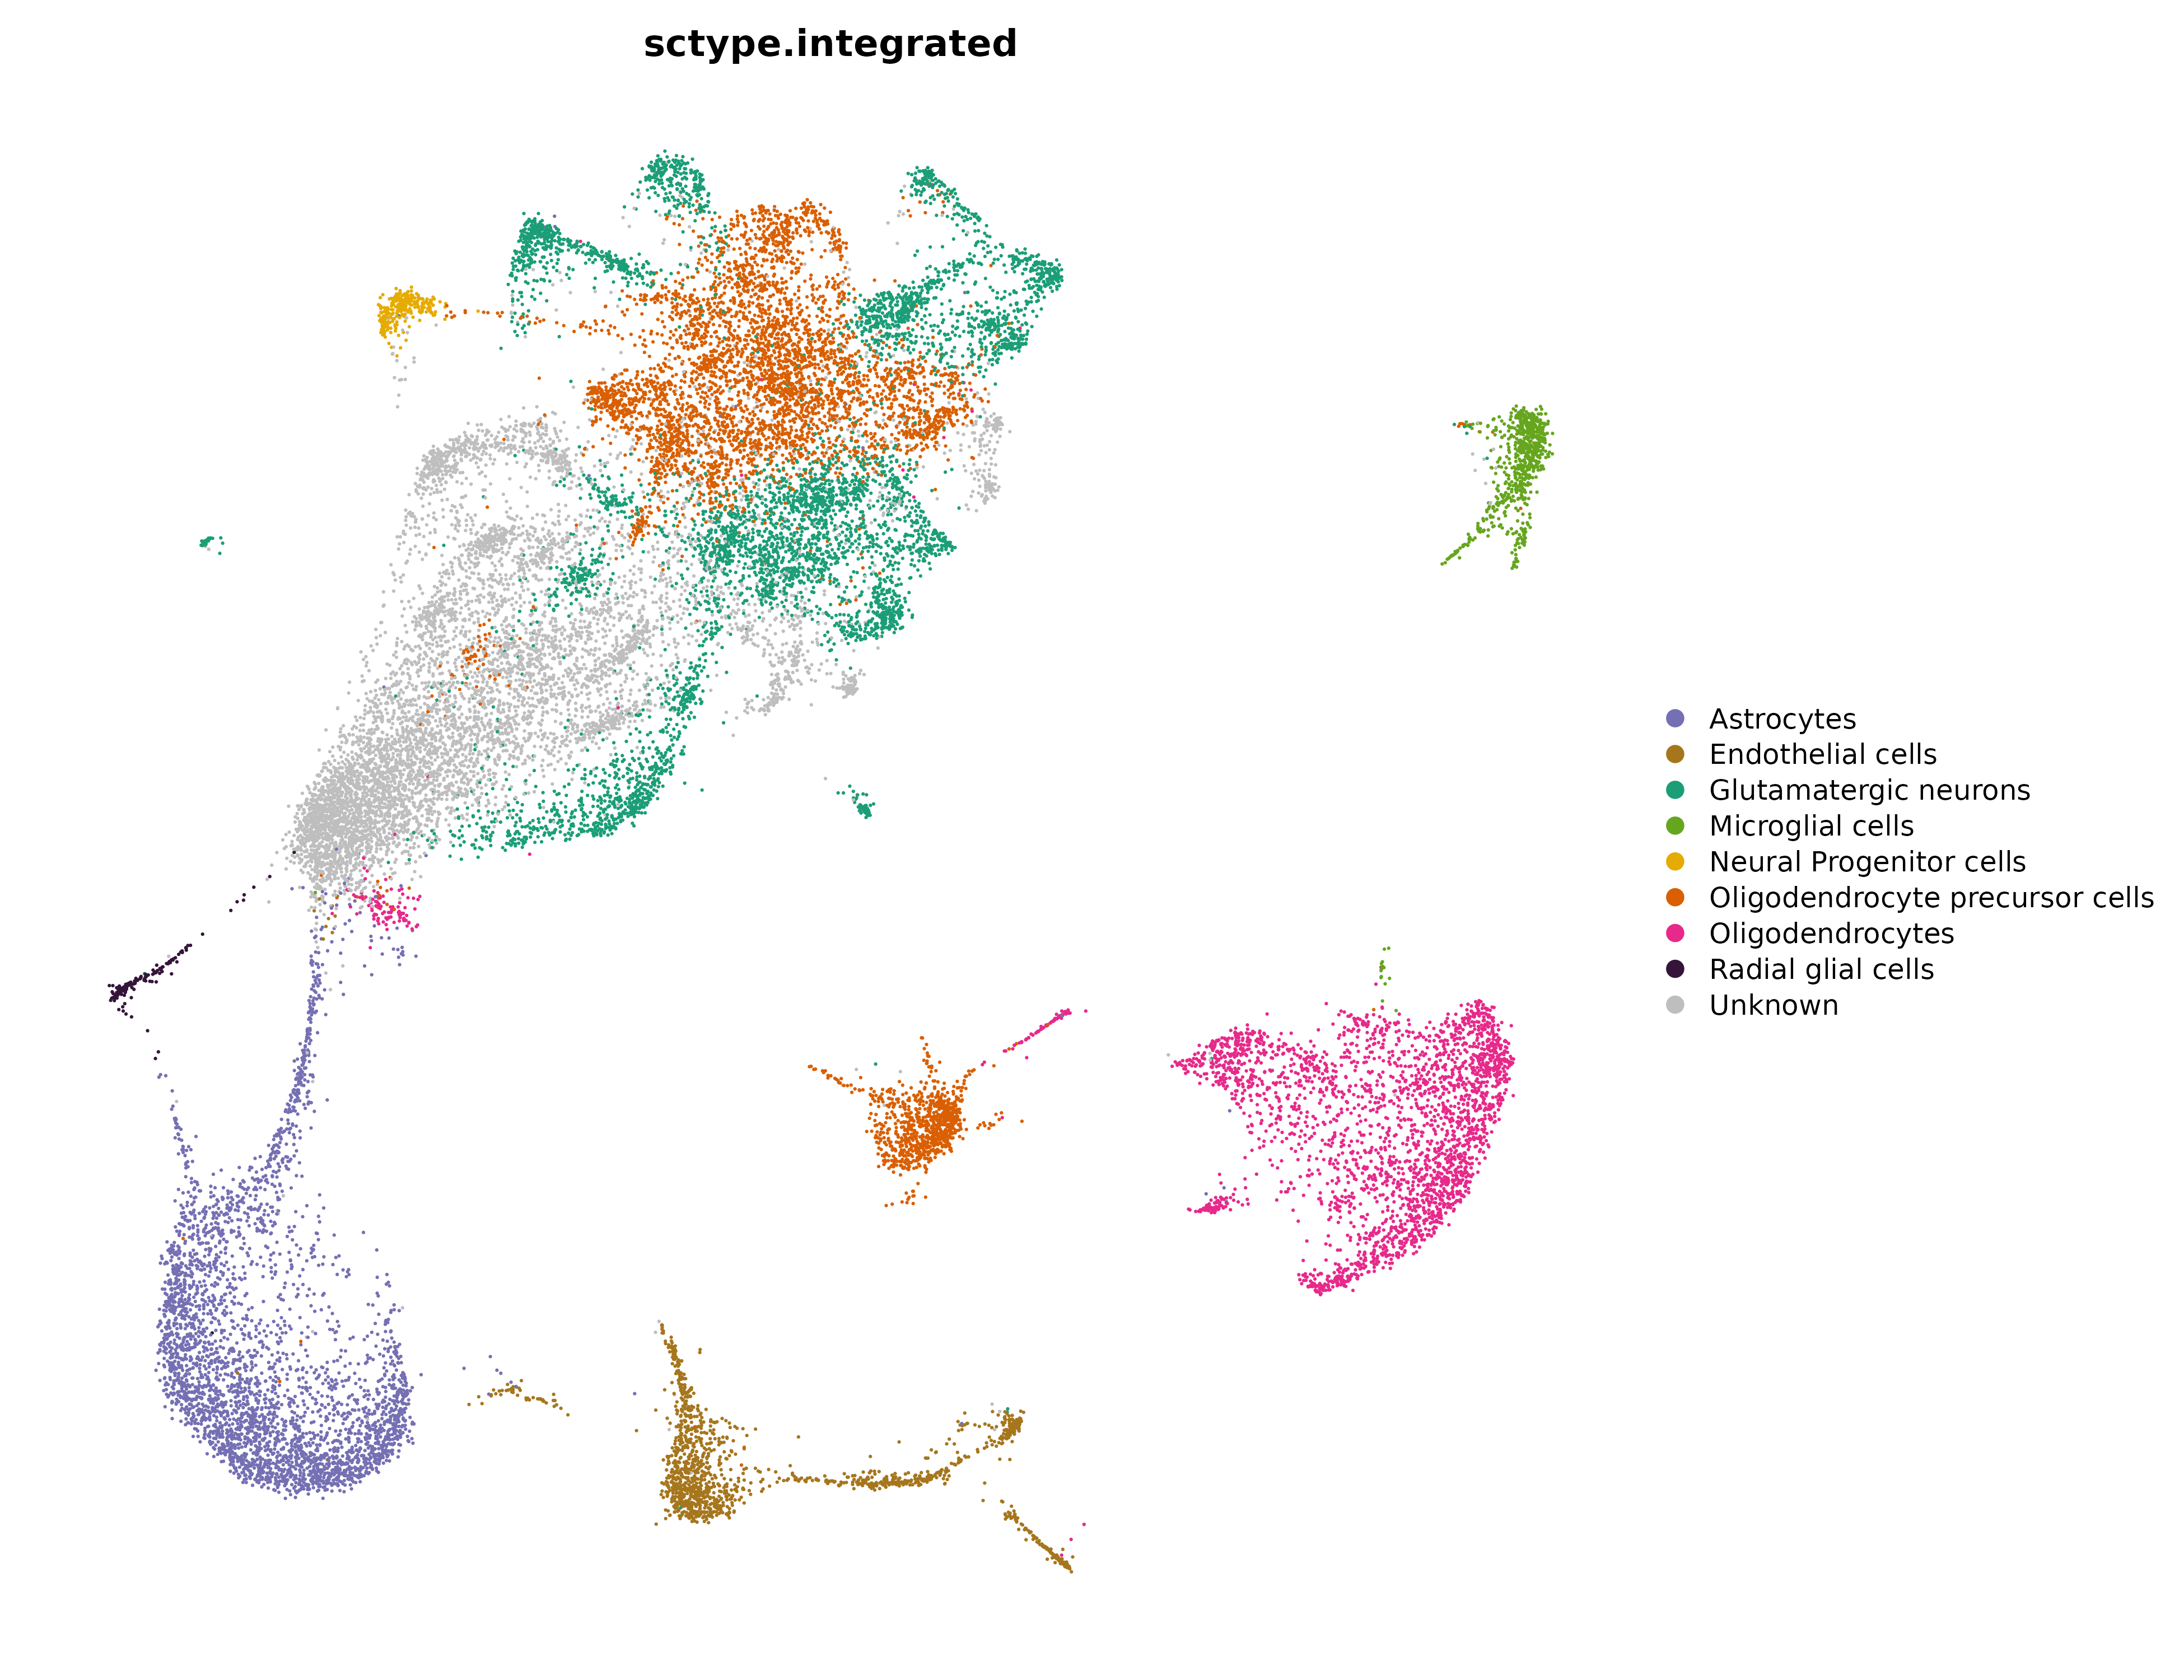 sctype.integrated
Astrocytes
Endothelial cells
Glutamatergic neurons
Microglial cells
Neural Progenitor cells
Oligodendrocyte precursor cells
Oligodendrocytes
Radial glial cells
Unknown